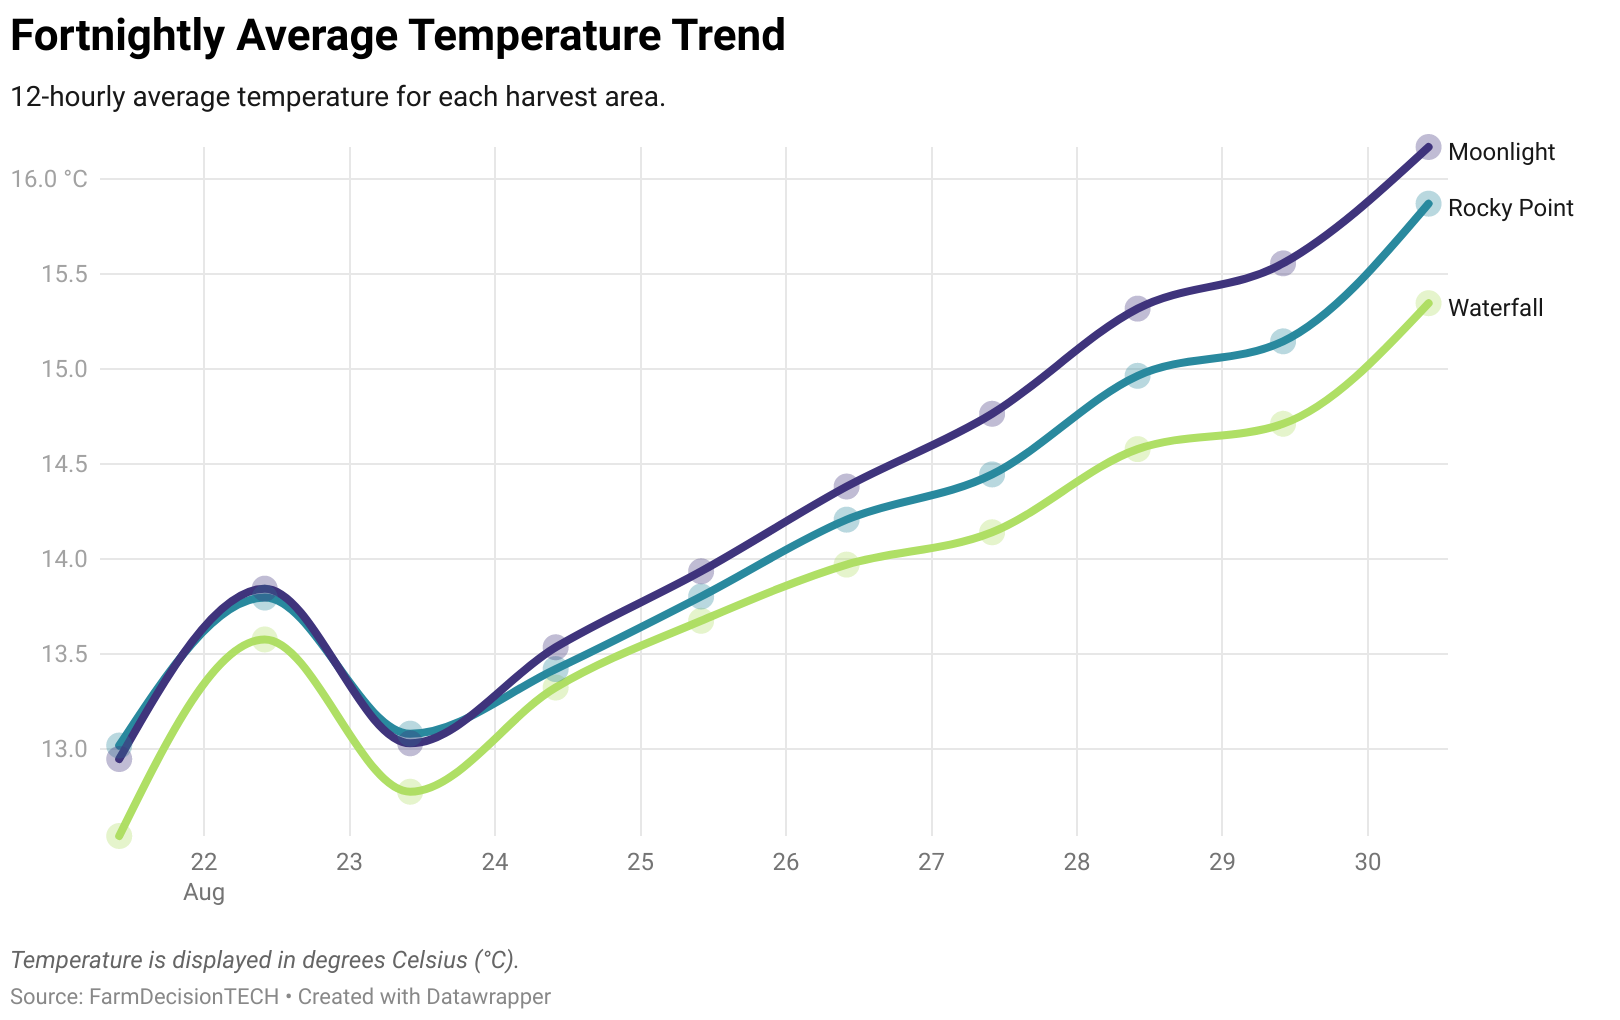 Fortnightly Average Temperature Trend
12-hourly average temperature for each harvest area.
Moonlight
16.0 °C
Rocky Point
15.5
Waterfall
15.0
14.5
14.0
13.5
13.0
22 23 24 25 26 27 28 29 30
Aug
Temperature is displayed in degrees Celsius (°C).
Source: FarmDecisionTECH • Created with Datawrapper